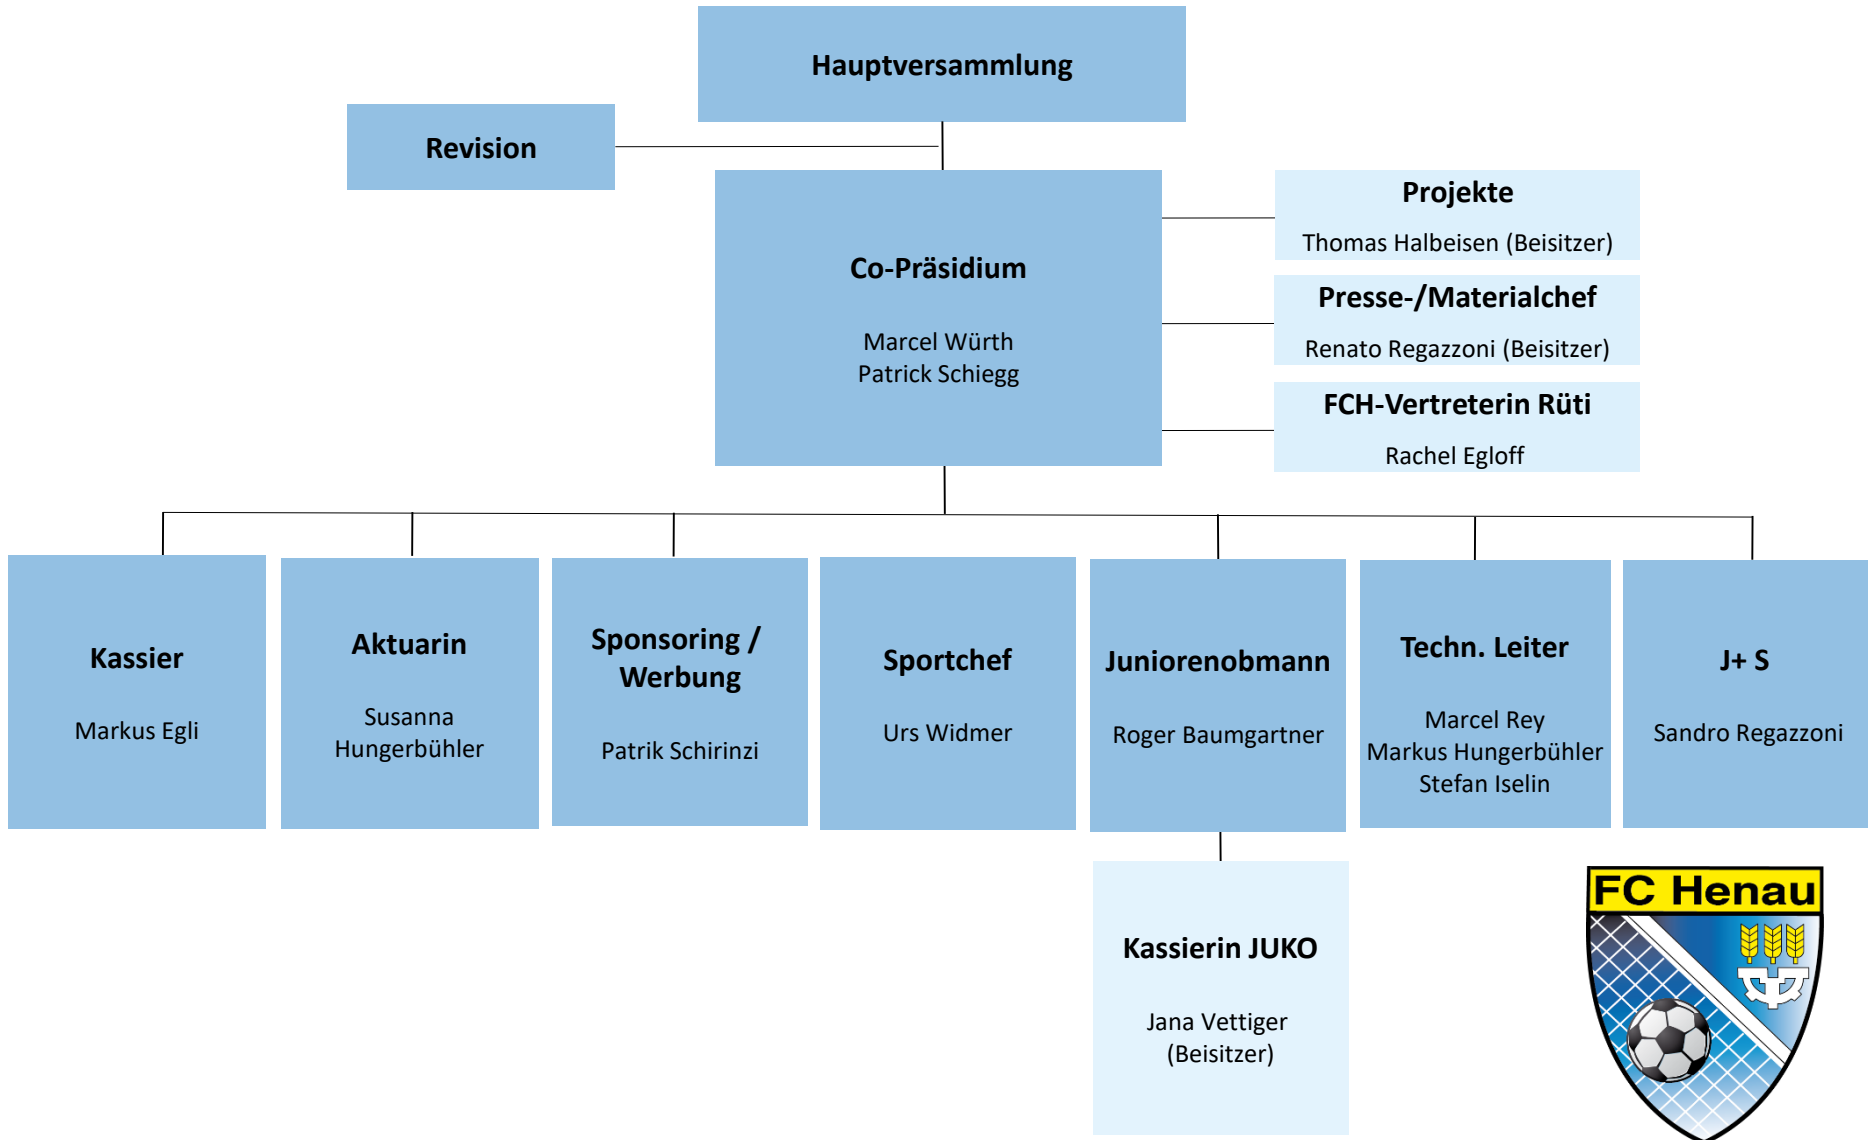 Hauptversammlung
Revision
Co-Präsidium
Marcel Würth
Patrick Schiegg
Projekte
Thomas Halbeisen (Beisitzer)
Presse-/Materialchef
Renato Regazzoni (Beisitzer)
FCH-Vertreterin Rüti
Rachel Egloff
Kassier
Markus Egli
Aktuarin
Susanna
Hungerbühler
Sponsoring /
Werbung
Patrik Schirinzi
Sportchef
Urs Widmer
Juniorenobmann
Roger Baumgartner
Techn. Leiter
Marcel Rey
Markus Hungerbühler
Stefan Iselin
J+ S
Sandro Regazzoni
Kassierin JUKO
Jana Vettiger
(Beisitzer)
FC Henau